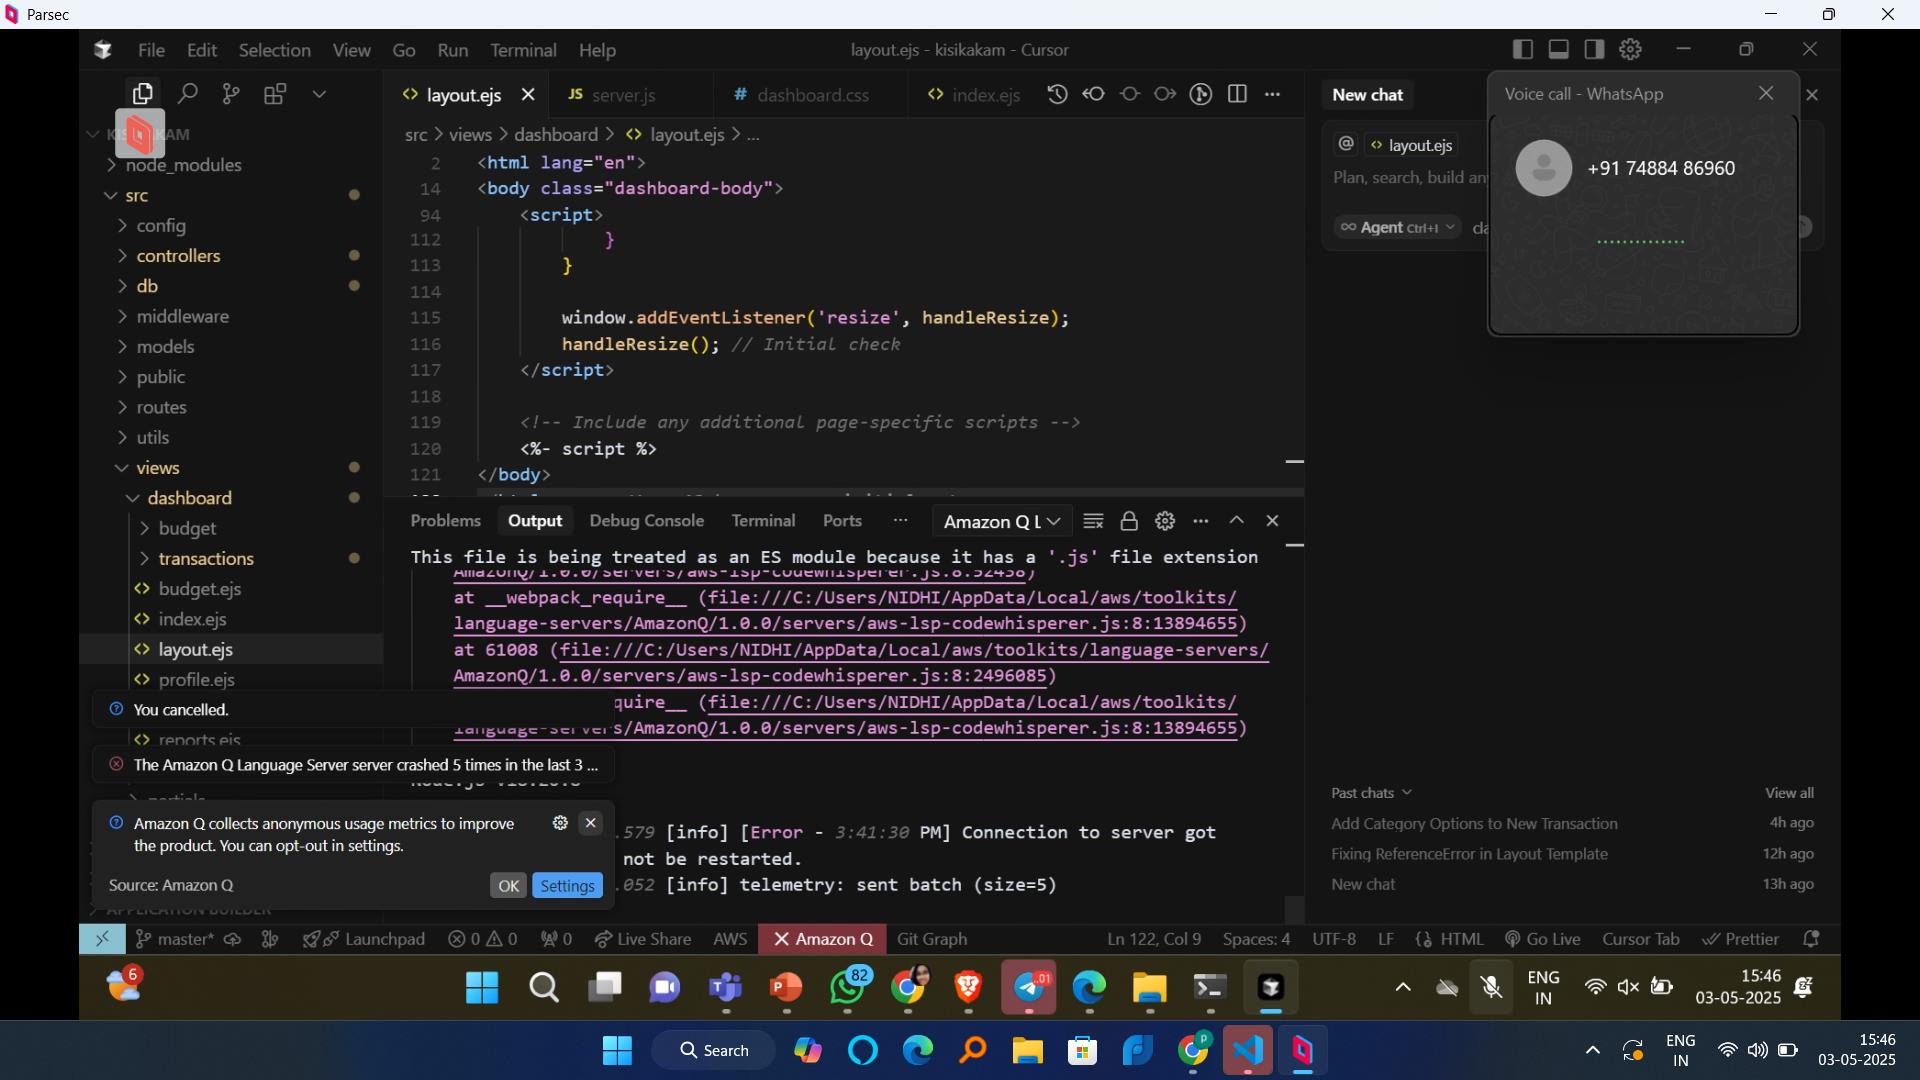 Parsec
File Edit Selection View Go Run Terminal Help
layout.ejs - kisikakam - Cursor
layout.ejs
JS server.js
# dashboard.css
index.ejs
src > views > dashboard > layout.ejs > ...
node_modules
src
config
controllers
db
middleware
models
public
routes
utils
views
dashboard
budget
transactions
budget.ejs
index.ejs
layout.ejs
profile.ejs
reports.ejs
2 <html lang="en">
14 <body class="dashboard-body">
94 <script>
112 }
113 }
114
115 window.addEventListener('resize', handleResize);
116 handleResize(); // Initial check
117 </script>
118
119 <!-- Include any additional page-specific scripts -->
120 <%- script %>
121 </body>
Problems Output Debug Console Terminal Ports ... Amazon Q L
This file is being treated as an ES module because it has a '.js' file extension
AmazonQ/1.0.0/servers/aws-lsp-codewhisperer.js:8:52458)
at __webpack_require__ (file:///C:/Users/NIDHI/AppData/Local/aws/toolkits/
language-servers/AmazonQ/1.0.0/servers/aws-lsp-codewhisperer.js:8:13894655)
at 61008 (file:///C:/Users/NIDHI/AppData/Local/aws/toolkits/language-servers/
AmazonQ/1.0.0/servers/aws-lsp-codewhisperer.js:8:2496085)
quire__ (file:///C:/Users/NIDHI/AppData/Local/aws/toolkits/
language-servers/AmazonQ/1.0.0/servers/aws-lsp-codewhisperer.js:8:13894655)
.579 [info] [Error - 3:41:30 PM] Connection to server got
not be restarted.
.052 [info] telemetry: sent batch (size=5)
You cancelled.
The Amazon Q Language Server server crashed 5 times in the last 3 ...
Amazon Q collects anonymous usage metrics to improve
the product. You can opt-out in settings.
Source: Amazon Q
OK Settings
APPLICATION BUILDER
New chat
@ layout.ejs
Plan, search, build an
Agent Ctrl+I
Voice call - WhatsApp
+91 74884 86960
Past chats View all
Add Category Options to New Transaction 4h ago
Fixing ReferenceError in Layout Template 12h ago
New chat 13h ago
master* Launchpad 0 0 0 Live Share AWS Amazon Q Git Graph Ln 122, Col 9 Spaces: 4 UTF-8 LF HTML Go Live Cursor Tab Prettier
6
82
.01
ENG
IN
15:46
03-05-2025
Search
P
ENG
IN
15:46
03-05-2025